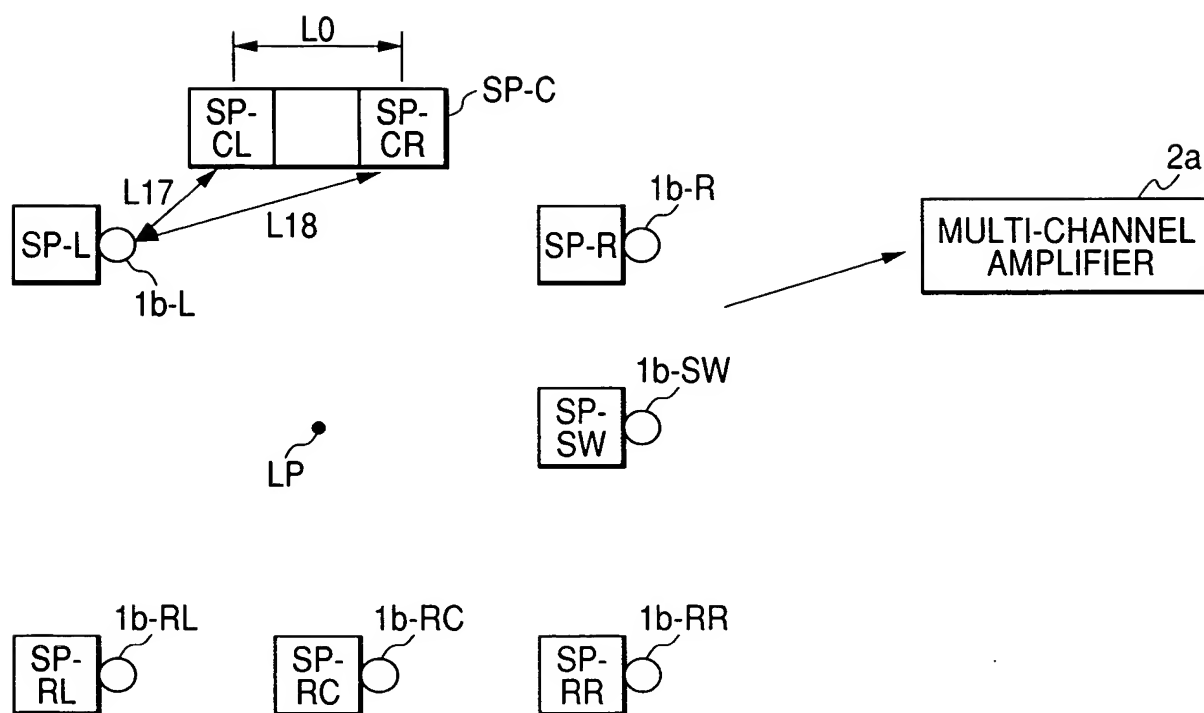 L0
SP-C
SP-
CL
SP-
CR
L17
L18
SP-L
1b-L
1b-R
SP-R
2a
MULTI-CHANNEL
AMPLIFIER
1b-SW
SP-
SW
LP
1b-RL
SP-
RL
1b-RC
SP-
RC
1b-RR
SP-
RR